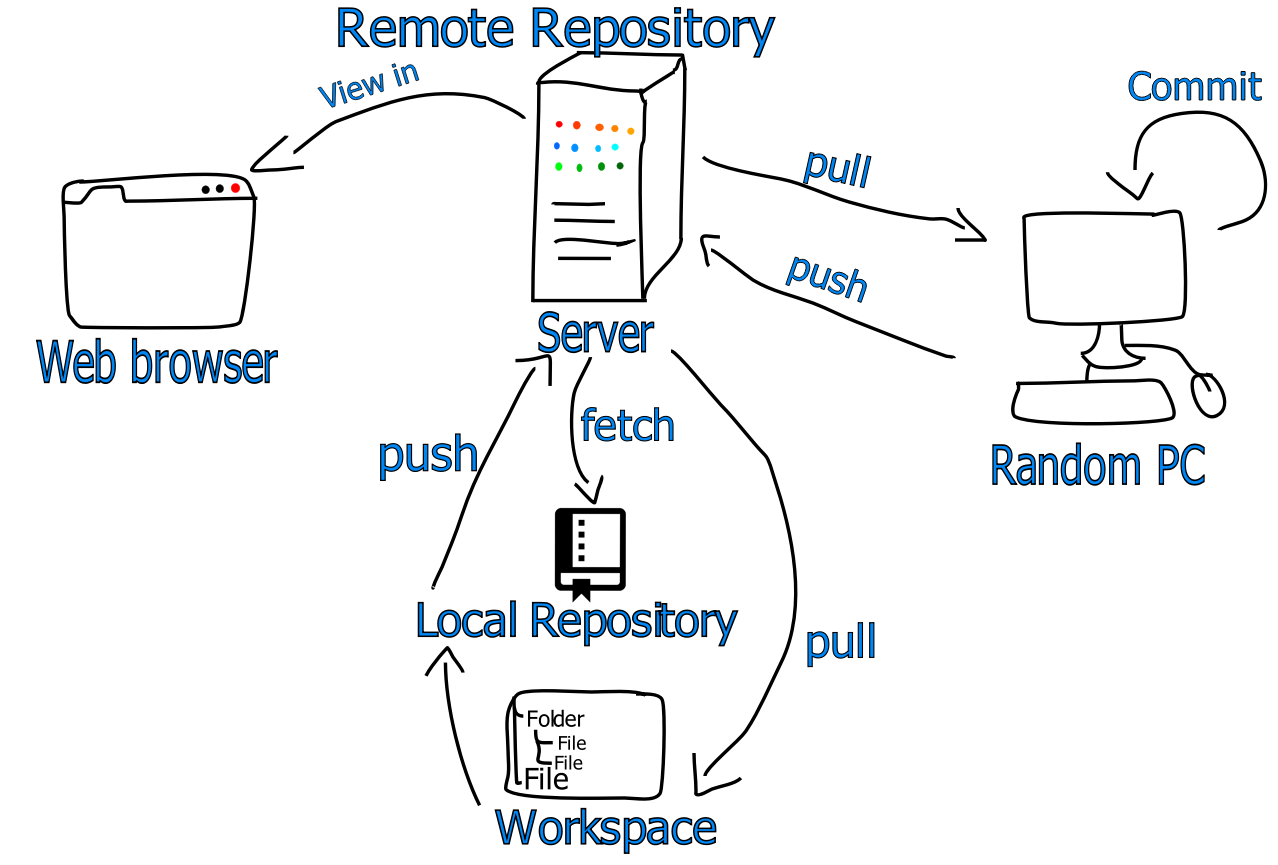 Remote Repository
View in
Commit
pull
push
Server
Web browser
fetch
push
Random PC
Local Repository
pull
Folder
File
File
File
Workspace